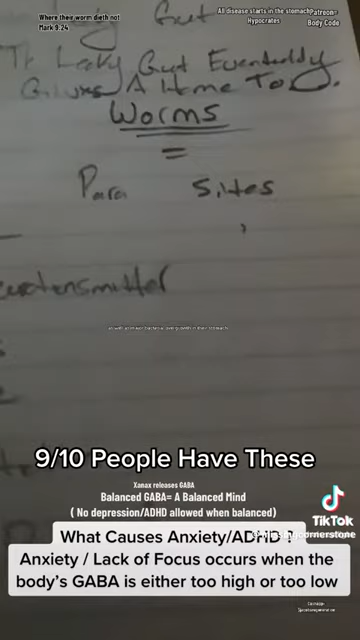 Where their worm dieth not
Mark 9:24
All disease starts in the stomach
Hypocrates
Patreon-
Body Code
Gut
The Leaky Gut Eventually
Gives A Home To
Worms
Para Sites
9/10 People Have These
Xanax releases GABA
Balanced GABA= A Balanced Mind
( No depression/ADHD allowed when balanced)
TikTok
What Causes Anxiety/ADHD ?
Anxiety / Lack of Focus occurs when the
body's GABA is either too high or too low